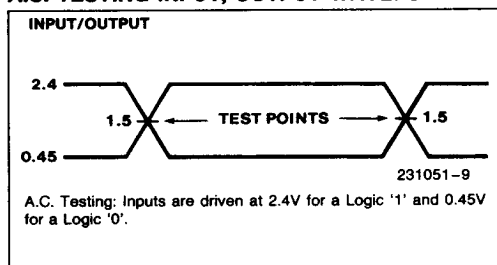 A.C. TESTING INPUT, OUTPUT WAVEFORM
INPUT/OUTPUT
2.4
1.5 TEST POINTS 1.5
0.45
231051-9
A.C. Testing: Inputs are driven at 2.4V for a Logic '1' and 0.45V
for a Logic '0'.